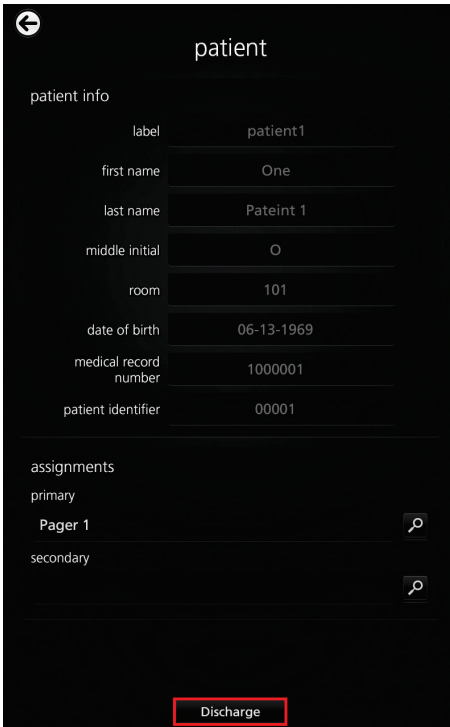 patient
patient info
label patient1
first name One
last name Pateint 1
middle initial O
room 101
date of birth 06-13-1969
medical record
number 1000001
patient identifier 00001
assignments
primary
Pager 1
secondary
Discharge